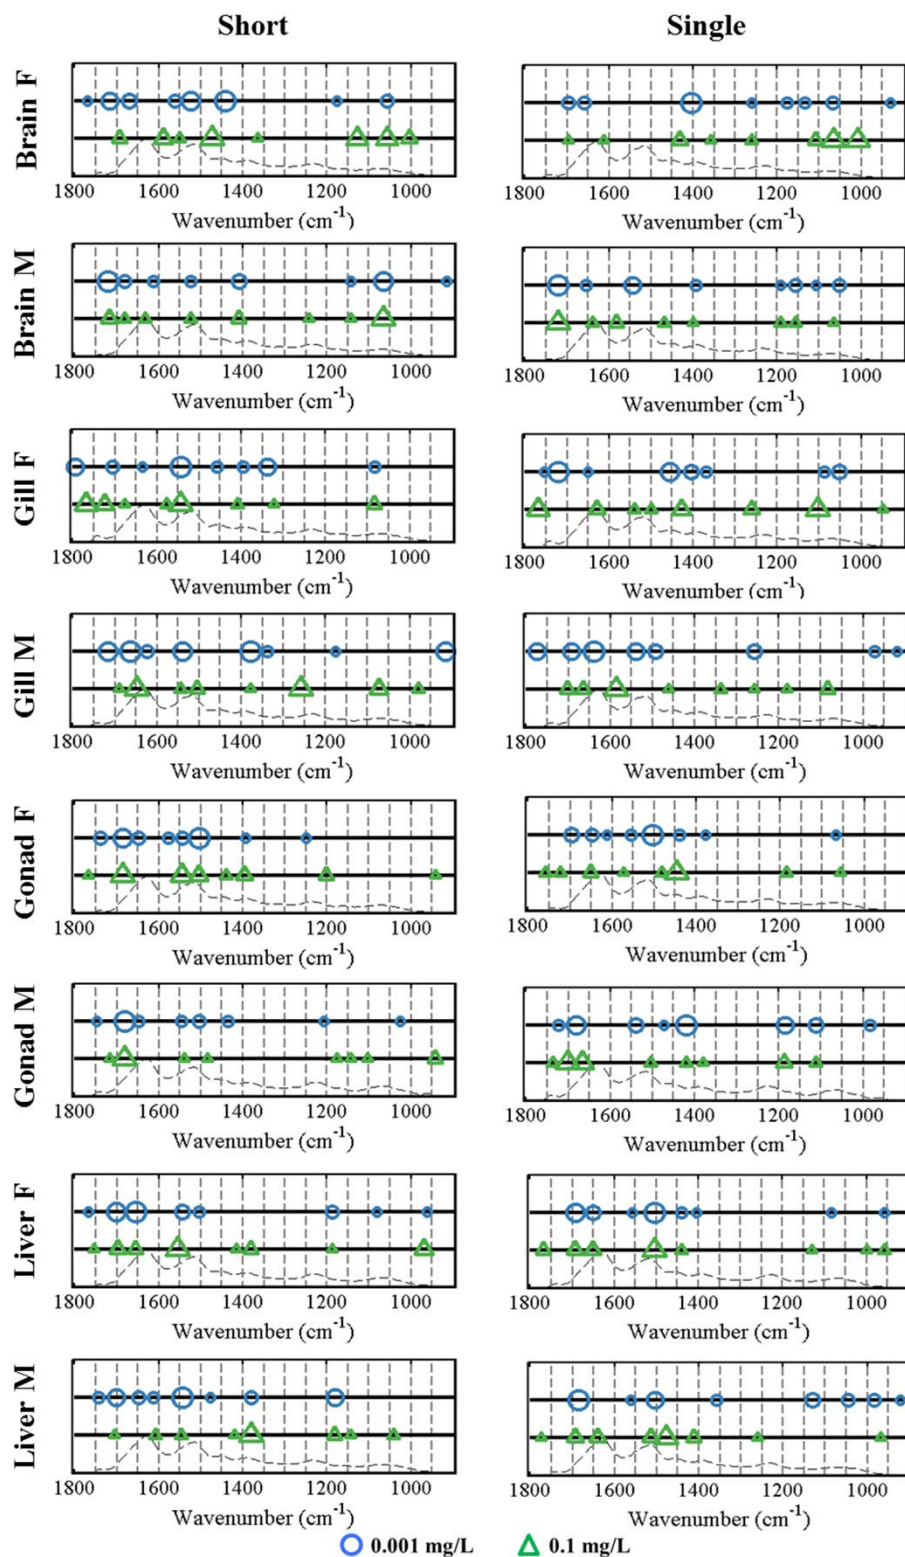 Short Single
Brain F
1800 1600 1400 1200 1000 1800 1600 1400 1200 1000
Wavenumber (cm⁻¹) Wavenumber (cm⁻¹)
Brain M
1800 1600 1400 1200 1000 1800 1600 1400 1200 1000
Wavenumber (cm⁻¹) Wavenumber (cm⁻¹)
Gill F
1800 1600 1400 1200 1000 1800 1600 1400 1200 1000
Wavenumber (cm⁻¹) Wavenumber (cm⁻¹)
Gill M
1800 1600 1400 1200 1000 1800 1600 1400 1200 1000
Wavenumber (cm⁻¹) Wavenumber (cm⁻¹)
Gonad F
1800 1600 1400 1200 1000 1800 1600 1400 1200 1000
Wavenumber (cm⁻¹) Wavenumber (cm⁻¹)
Gonad M
1800 1600 1400 1200 1000 1800 1600 1400 1200 1000
Wavenumber (cm⁻¹) Wavenumber (cm⁻¹)
Liver F
1800 1600 1400 1200 1000 1800 1600 1400 1200 1000
Wavenumber (cm⁻¹) Wavenumber (cm⁻¹)
Liver M
1800 1600 1400 1200 1000 1800 1600 1400 1200 1000
Wavenumber (cm⁻¹) Wavenumber (cm⁻¹)
0.001 mg/L 0.1 mg/L